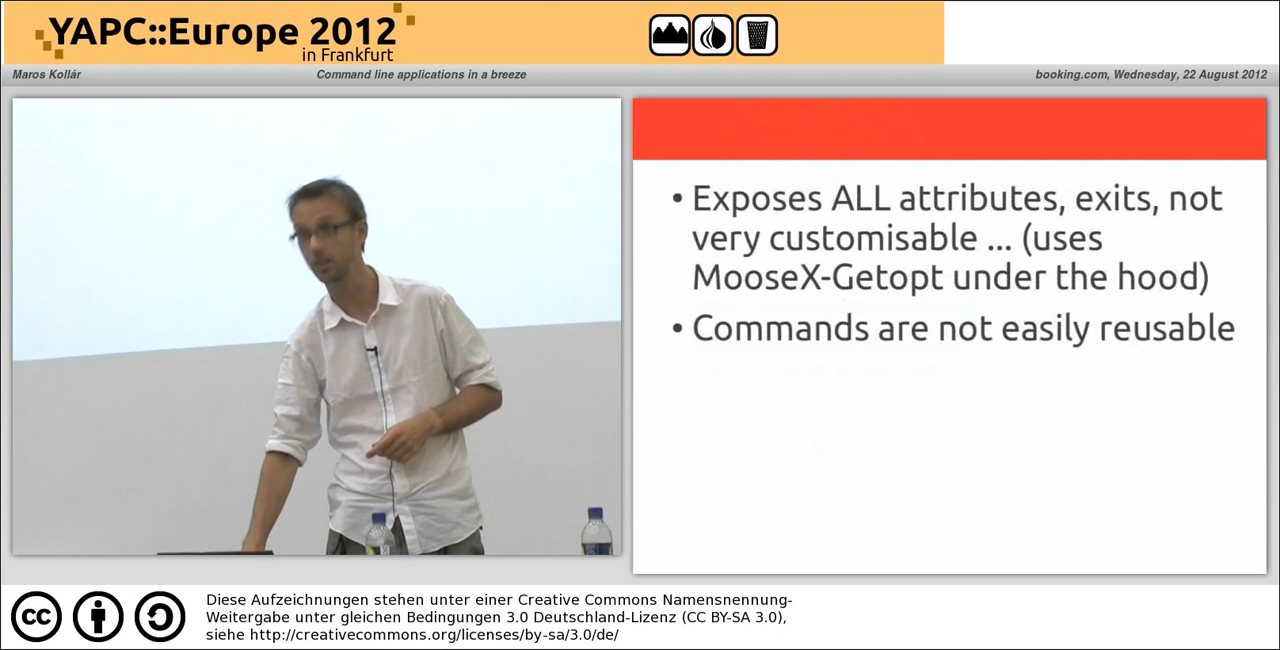 YAPC::Europe 2012
in Frankfurt
Maros Kollár
Command line applications in a breeze
booking.com, Wednesday, 22 August 2012
• Exposes ALL attributes, exits, not
very customisable ... (uses
MooseX-Getopt under the hood)
• Commands are not easily reusable
cc
Diese Aufzeichnungen stehen unter einer Creative Commons Namensnennung-
Weitergabe unter gleichen Bedingungen 3.0 Deutschland-Lizenz (CC BY-SA 3.0),
siehe http://creativecommons.org/licenses/by-sa/3.0/de/